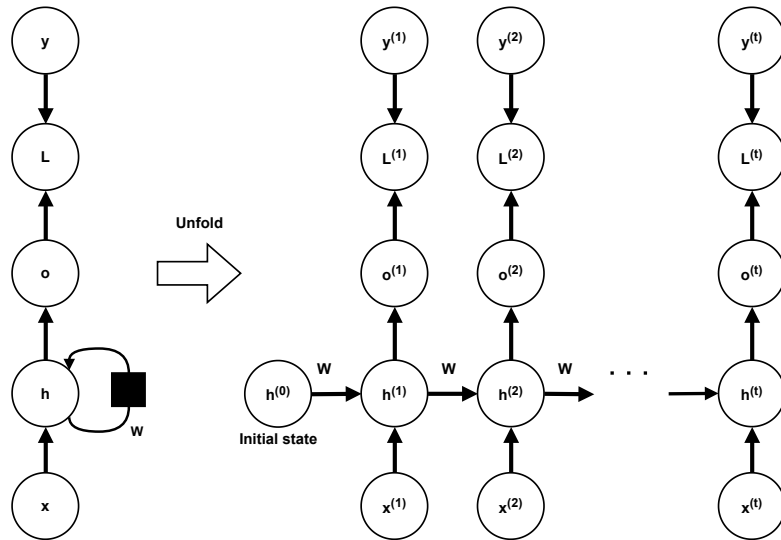 y
y⁽¹⁾ y⁽²⁾ y⁽ᵗ⁾
L
L⁽¹⁾ L⁽²⁾ L⁽ᵗ⁾
Unfold
o
o⁽¹⁾ o⁽²⁾ o⁽ᵗ⁾
W W W
h
h⁽⁰⁾ h⁽¹⁾ h⁽²⁾ . . . h⁽ᵗ⁾
W
Initial state
x
x⁽¹⁾ x⁽²⁾ x⁽ᵗ⁾